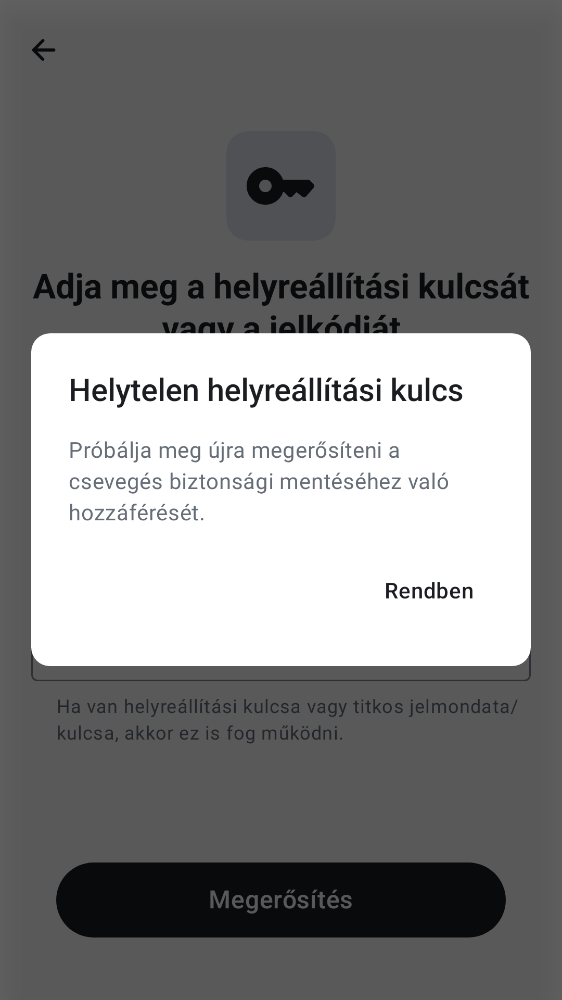 Adja meg a helyreállítási kulcsát
vagy a jelkódját
Helytelen helyreállítási kulcs
Próbálja meg újra megerősíteni a
csevegés biztonsági mentéséhez való
hozzáférését.
Rendben
Ha van helyreállítási kulcsa vagy titkos jelmondata/
kulcsa, akkor ez is fog működni.
Megerősítés